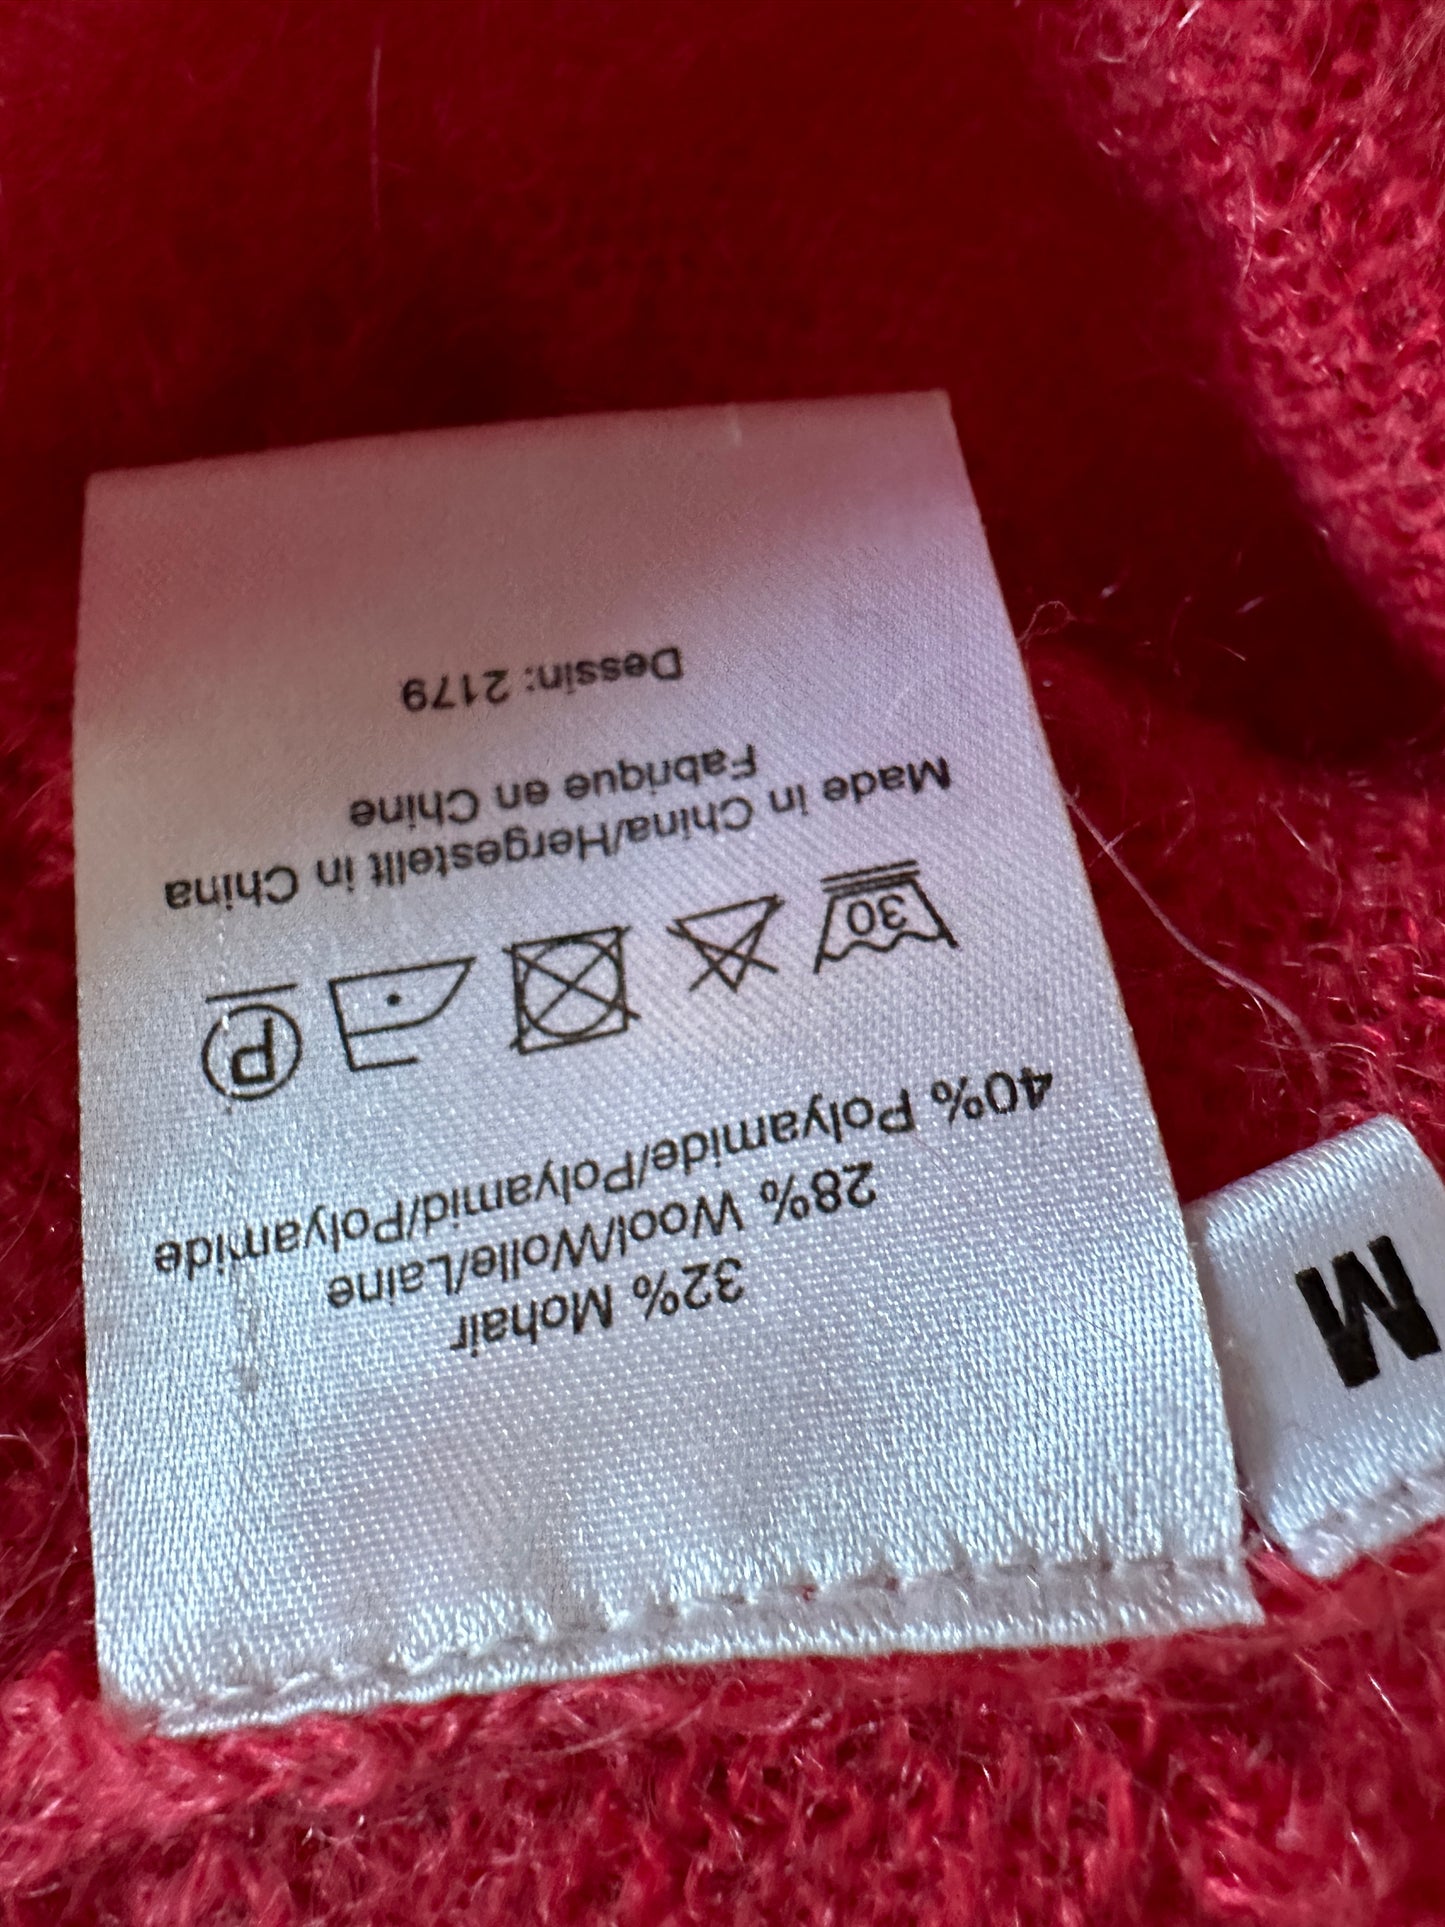 32% Mohair
28% Wool/Wolle/Laine
40% Polyamide/Polyamid/Polyamide
30
P
Made in China/Hergestellt in China
Fabrique en Chine
Dessin: 2179
M